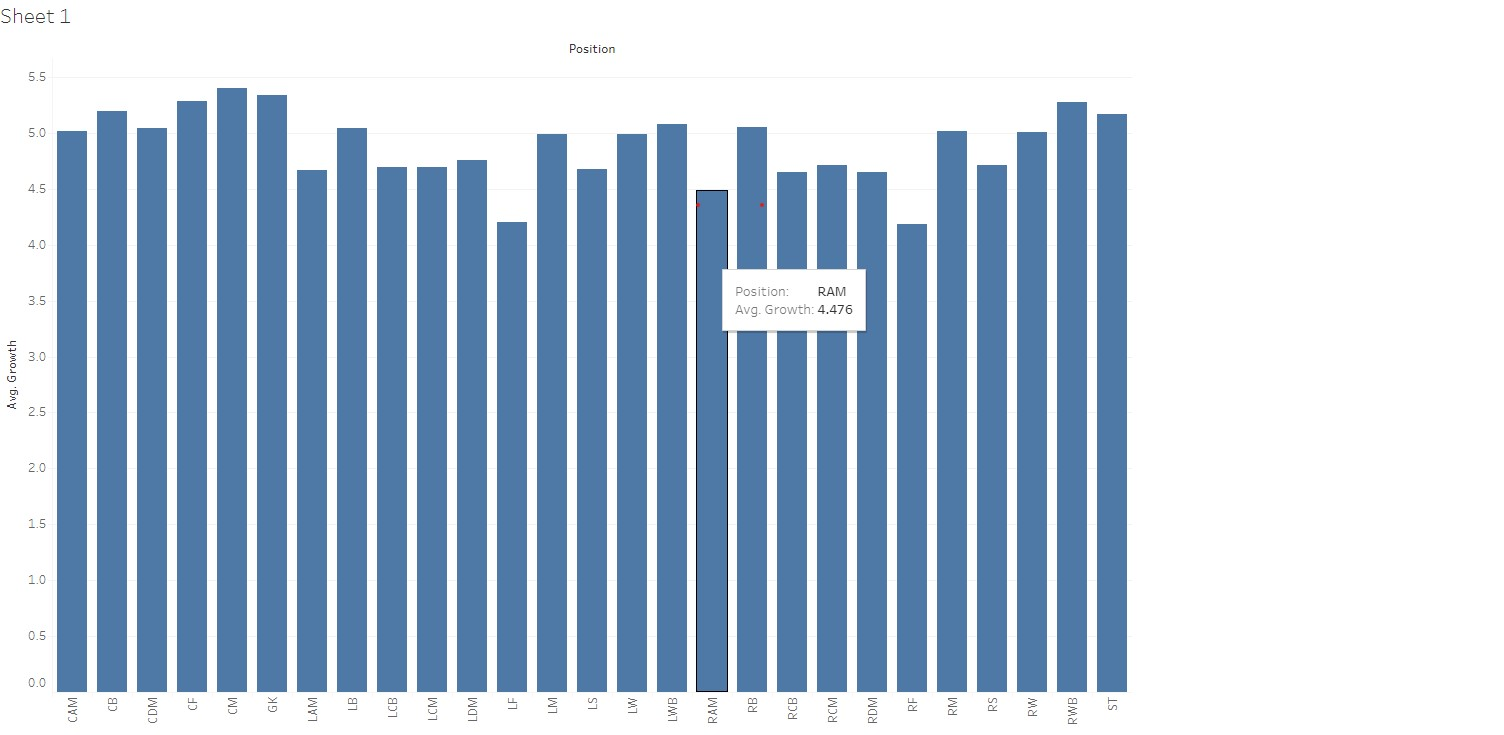 Sheet 1
Position
5.5
5.0
4.5
4.0
3.5
3.0
2.5
2.0
1.5
1.0
0.5
0.0
Avg. Growth
Position: RAM
Avg. Growth: 4.476
CAM CB CDM CF CM GK LAM LB LCB LCM LDM LF LM LS LW LWB RAM RB RCB RCM RDM RF RM RS RW RWB ST